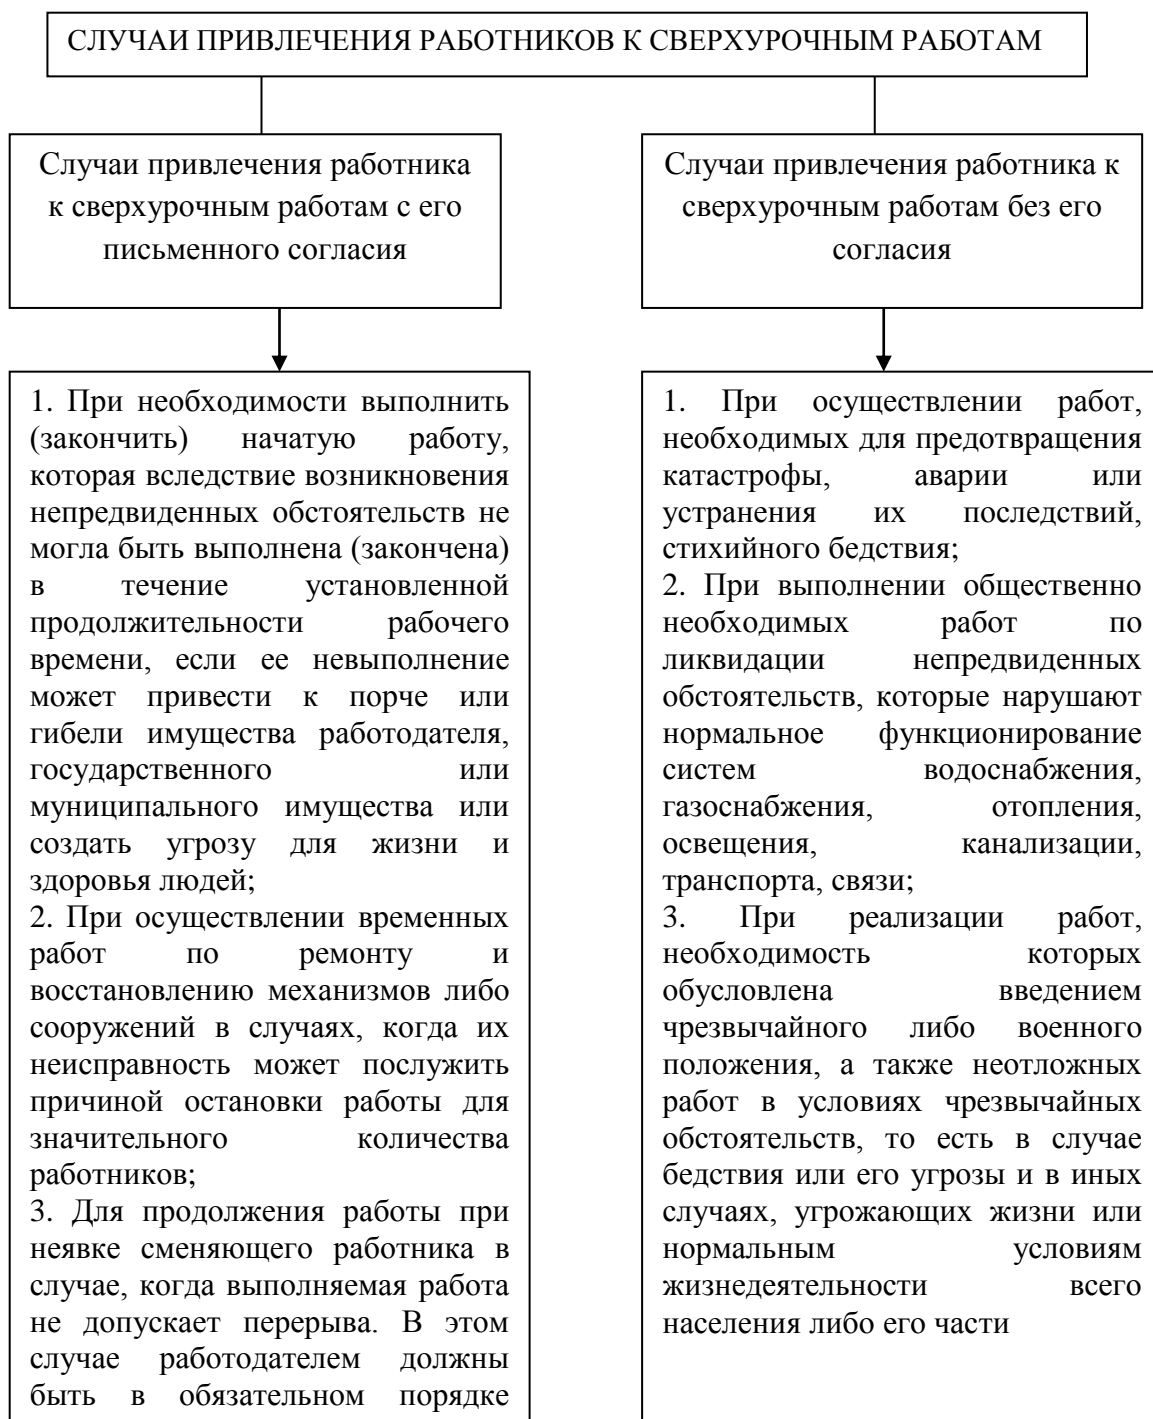 СЛУЧАИ ПРИВЛЕЧЕНИЯ РАБОТНИКОВ К СВЕРХУРОЧНЫМ РАБОТАМ
Случаи привлечения работника
к сверхурочным работам с его
письменного согласия
Случаи привлечения работника к
сверхурочным работам без его
согласия
1. При необходимости выполнить
(закончить) начатую работу,
которая вследствие возникновения
непредвиденных обстоятельств не
могла быть выполнена (закончена)
в течение установленной
продолжительности рабочего
времени, если ее невыполнение
может привести к порче или
гибели имущества работодателя,
государственного или
муниципального имущества или
создать угрозу для жизни и
здоровья людей;
2. При осуществлении временных
работ по ремонту и
восстановлению механизмов либо
сооружений в случаях, когда их
неисправность может послужить
причиной остановки работы для
значительного количества
работников;
3. Для продолжения работы при
неявке сменяющего работника в
случае, когда выполняемая работа
не допускает перерыва. В этом
случае работодателем должны
быть в обязательном порядке
1. При осуществлении работ,
необходимых для предотвращения
катастрофы, аварии или
устранения их последствий,
стихийного бедствия;
2. При выполнении общественно
необходимых работ по
ликвидации непредвиденных
обстоятельств, которые нарушают
нормальное функционирование
систем водоснабжения,
газоснабжения, отопления,
освещения, канализации,
транспорта, связи;
3. При реализации работ,
необходимость которых
обусловлена введением
чрезвычайного либо военного
положения, а также неотложных
работ в условиях чрезвычайных
обстоятельств, то есть в случае
бедствия или его угрозы и в иных
случаях, угрожающих жизни или
нормальным условиям
жизнедеятельности всего
населения либо его части